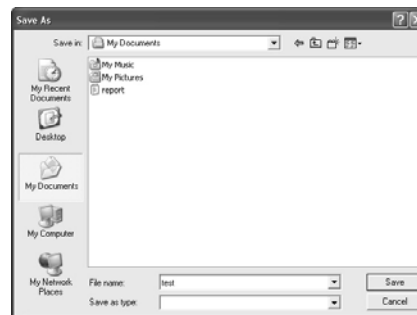 Save As
Save in: My Documents
My Recent
Documents
Desktop
My Documents
My Computer
My Network
Places
My Music
My Pictures
report
File name: test
Save as type:
Save
Cancel